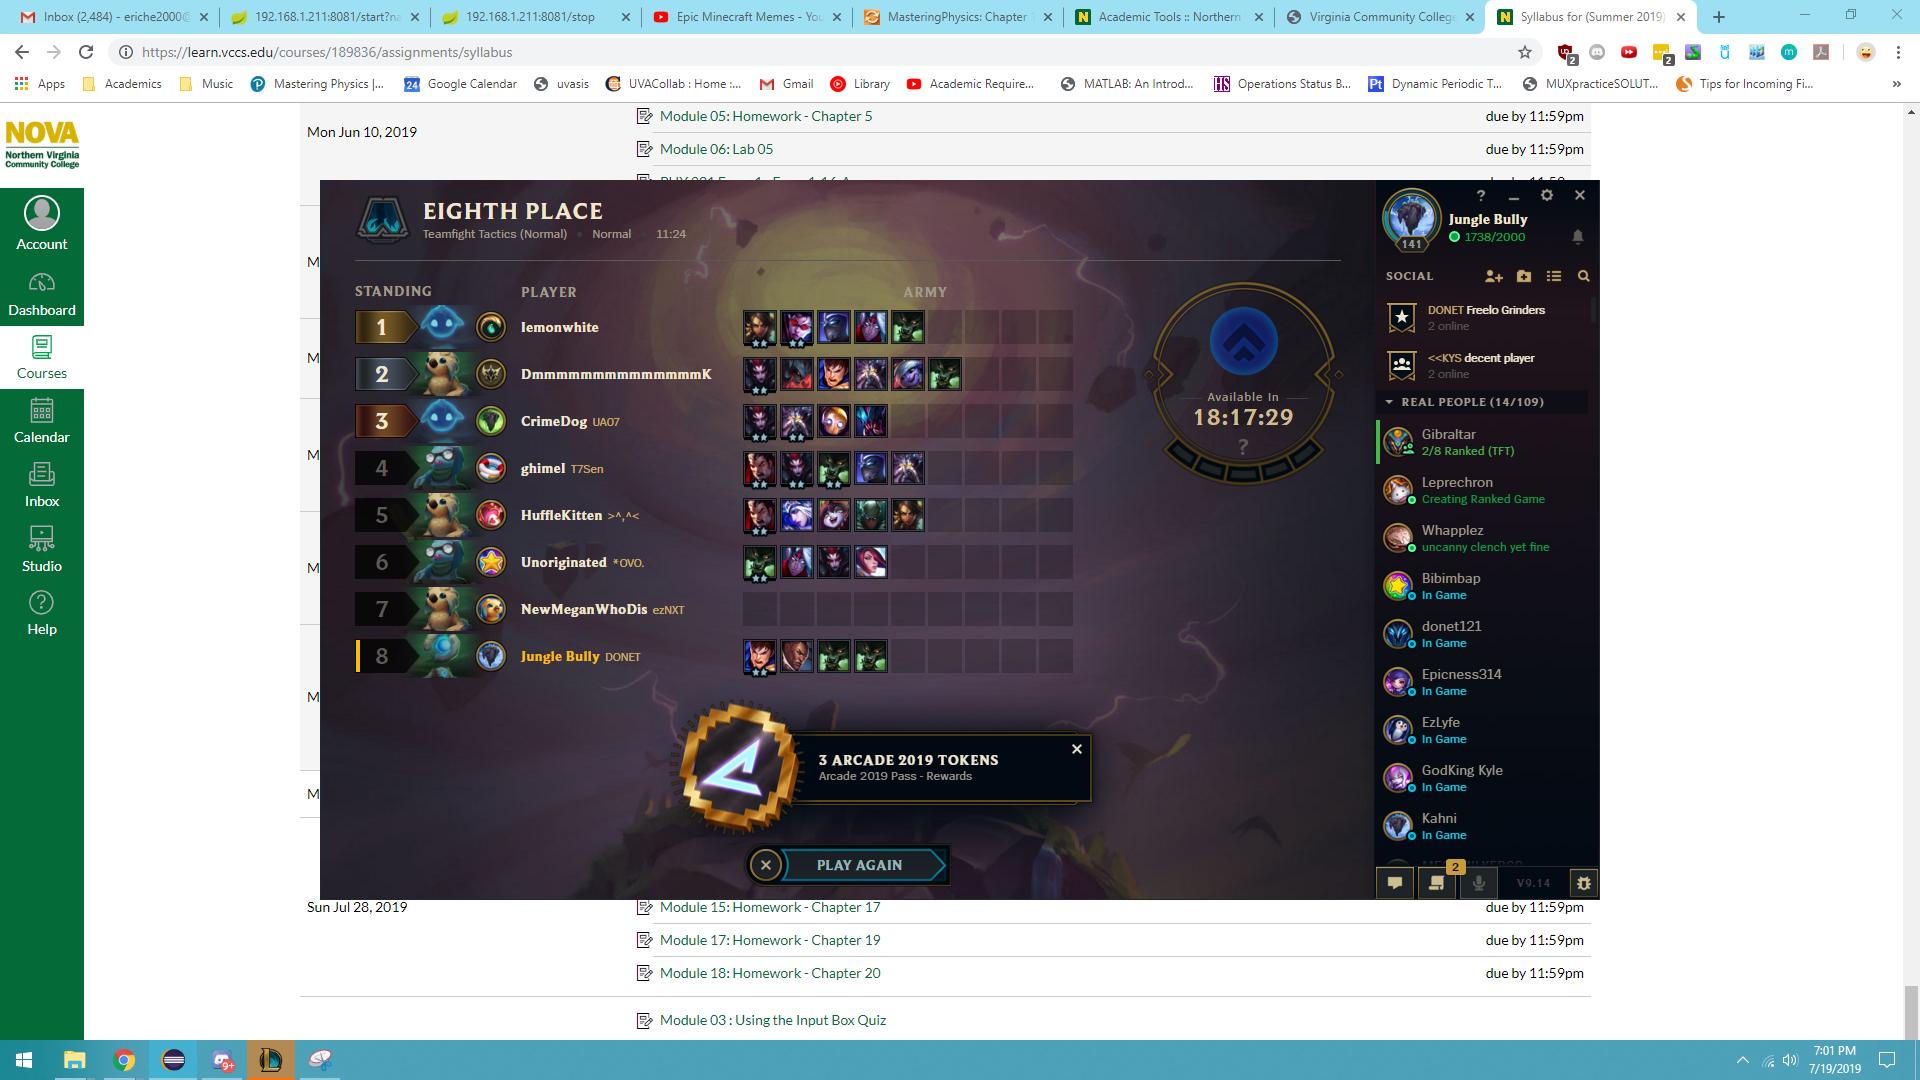 Inbox (2,484) - eriche2000@
192.168.1.211:8081/start?na
192.168.1.211:8081/stop
Epic Minecraft Memes - You
MasteringPhysics: Chapter
Academic Tools :: Northern
Virginia Community College
Syllabus for (Summer 2019)
https://learn.vccs.edu/courses/189836/assignments/syllabus
2
2
Apps
Academics
Music
Mastering Physics |...
24
Google Calendar
uvasis
UVACollab : Home :...
Gmail
Library
Academic Require...
MATLAB: An Introd...
HS
Operations Status B...
Pt
Dynamic Periodic T...
MUXpracticeSOLUT...
Tips for Incoming Fi...
»
NOVA
Northern Virginia
Community College
Account
Dashboard
Courses
Calendar
Inbox
Studio
Help
Module 05: Homework - Chapter 5 due by 11:59pm
Mon Jun 10, 2019
Module 06: Lab 05 due by 11:59pm
M
M
M
M
M
M
EIGHTH PLACE
Teamfight Tactics (Normal) • Normal 11:24
STANDING PLAYER ARMY
1 lemonwhite
2 DmmmmmmmmmmmmmmK
3 CrimeDog UA07
4 ghimel T7Sen
5 HuffleKitten >^,^<
6 Unoriginated *OVO.
7 NewMeganWhoDis ezNXT
8 Jungle Bully DONET
Available In
18:17:29
?
3 ARCADE 2019 TOKENS
Arcade 2019 Pass - Rewards
PLAY AGAIN
?
Jungle Bully
1738/2000
141
SOCIAL
DONET Freelo Grinders
2 online
<<KYS decent player
2 online
REAL PEOPLE (14/109)
Gibraltar
2/8 Ranked (TFT)
Leprechron
Creating Ranked Game
Whapplez
uncanny clench yet fine
Bibimbap
In Game
donet121
In Game
Epicness314
In Game
EzLyfe
In Game
GodKing Kyle
In Game
Kahni
In Game
2
V9.14
Sun Jul 28, 2019
Module 15: Homework - Chapter 17 due by 11:59pm
Module 17: Homework - Chapter 19 due by 11:59pm
Module 18: Homework - Chapter 20 due by 11:59pm
Module 03 : Using the Input Box Quiz
9+
7:01 PM
7/19/2019